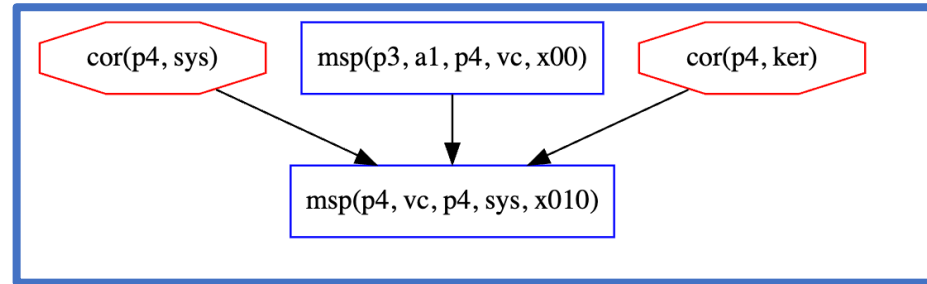 cor(p4, sys)
msp(p3, a1, p4, vc, x00)
cor(p4, ker)
msp(p4, vc, p4, sys, x010)